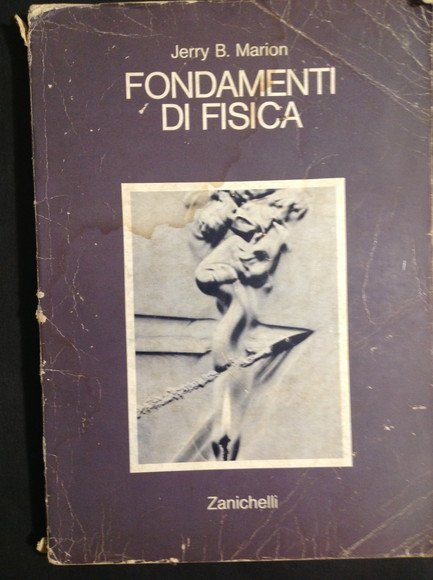 Jerry B. Marion
FONDAMENTI
DI FISICA
Zanichelli